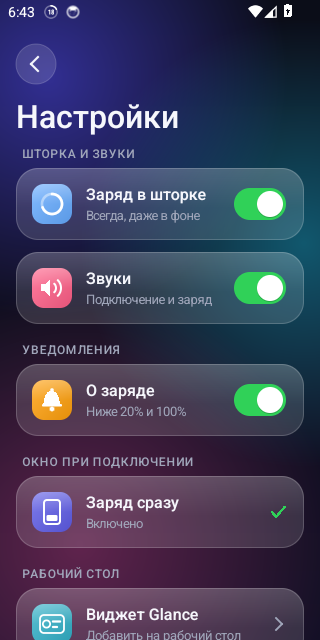 6:43
18
Настройки
ШТОРКА И ЗВУКИ
Заряд в шторке
Всегда, даже в фоне
Звуки
Подключение и заряд
УВЕДОМЛЕНИЯ
О заряде
Ниже 20% и 100%
ОКНО ПРИ ПОДКЛЮЧЕНИИ
Заряд сразу
Включено
РАБОЧИЙ СТОЛ
Виджет Glance
Добавить на рабочий стол